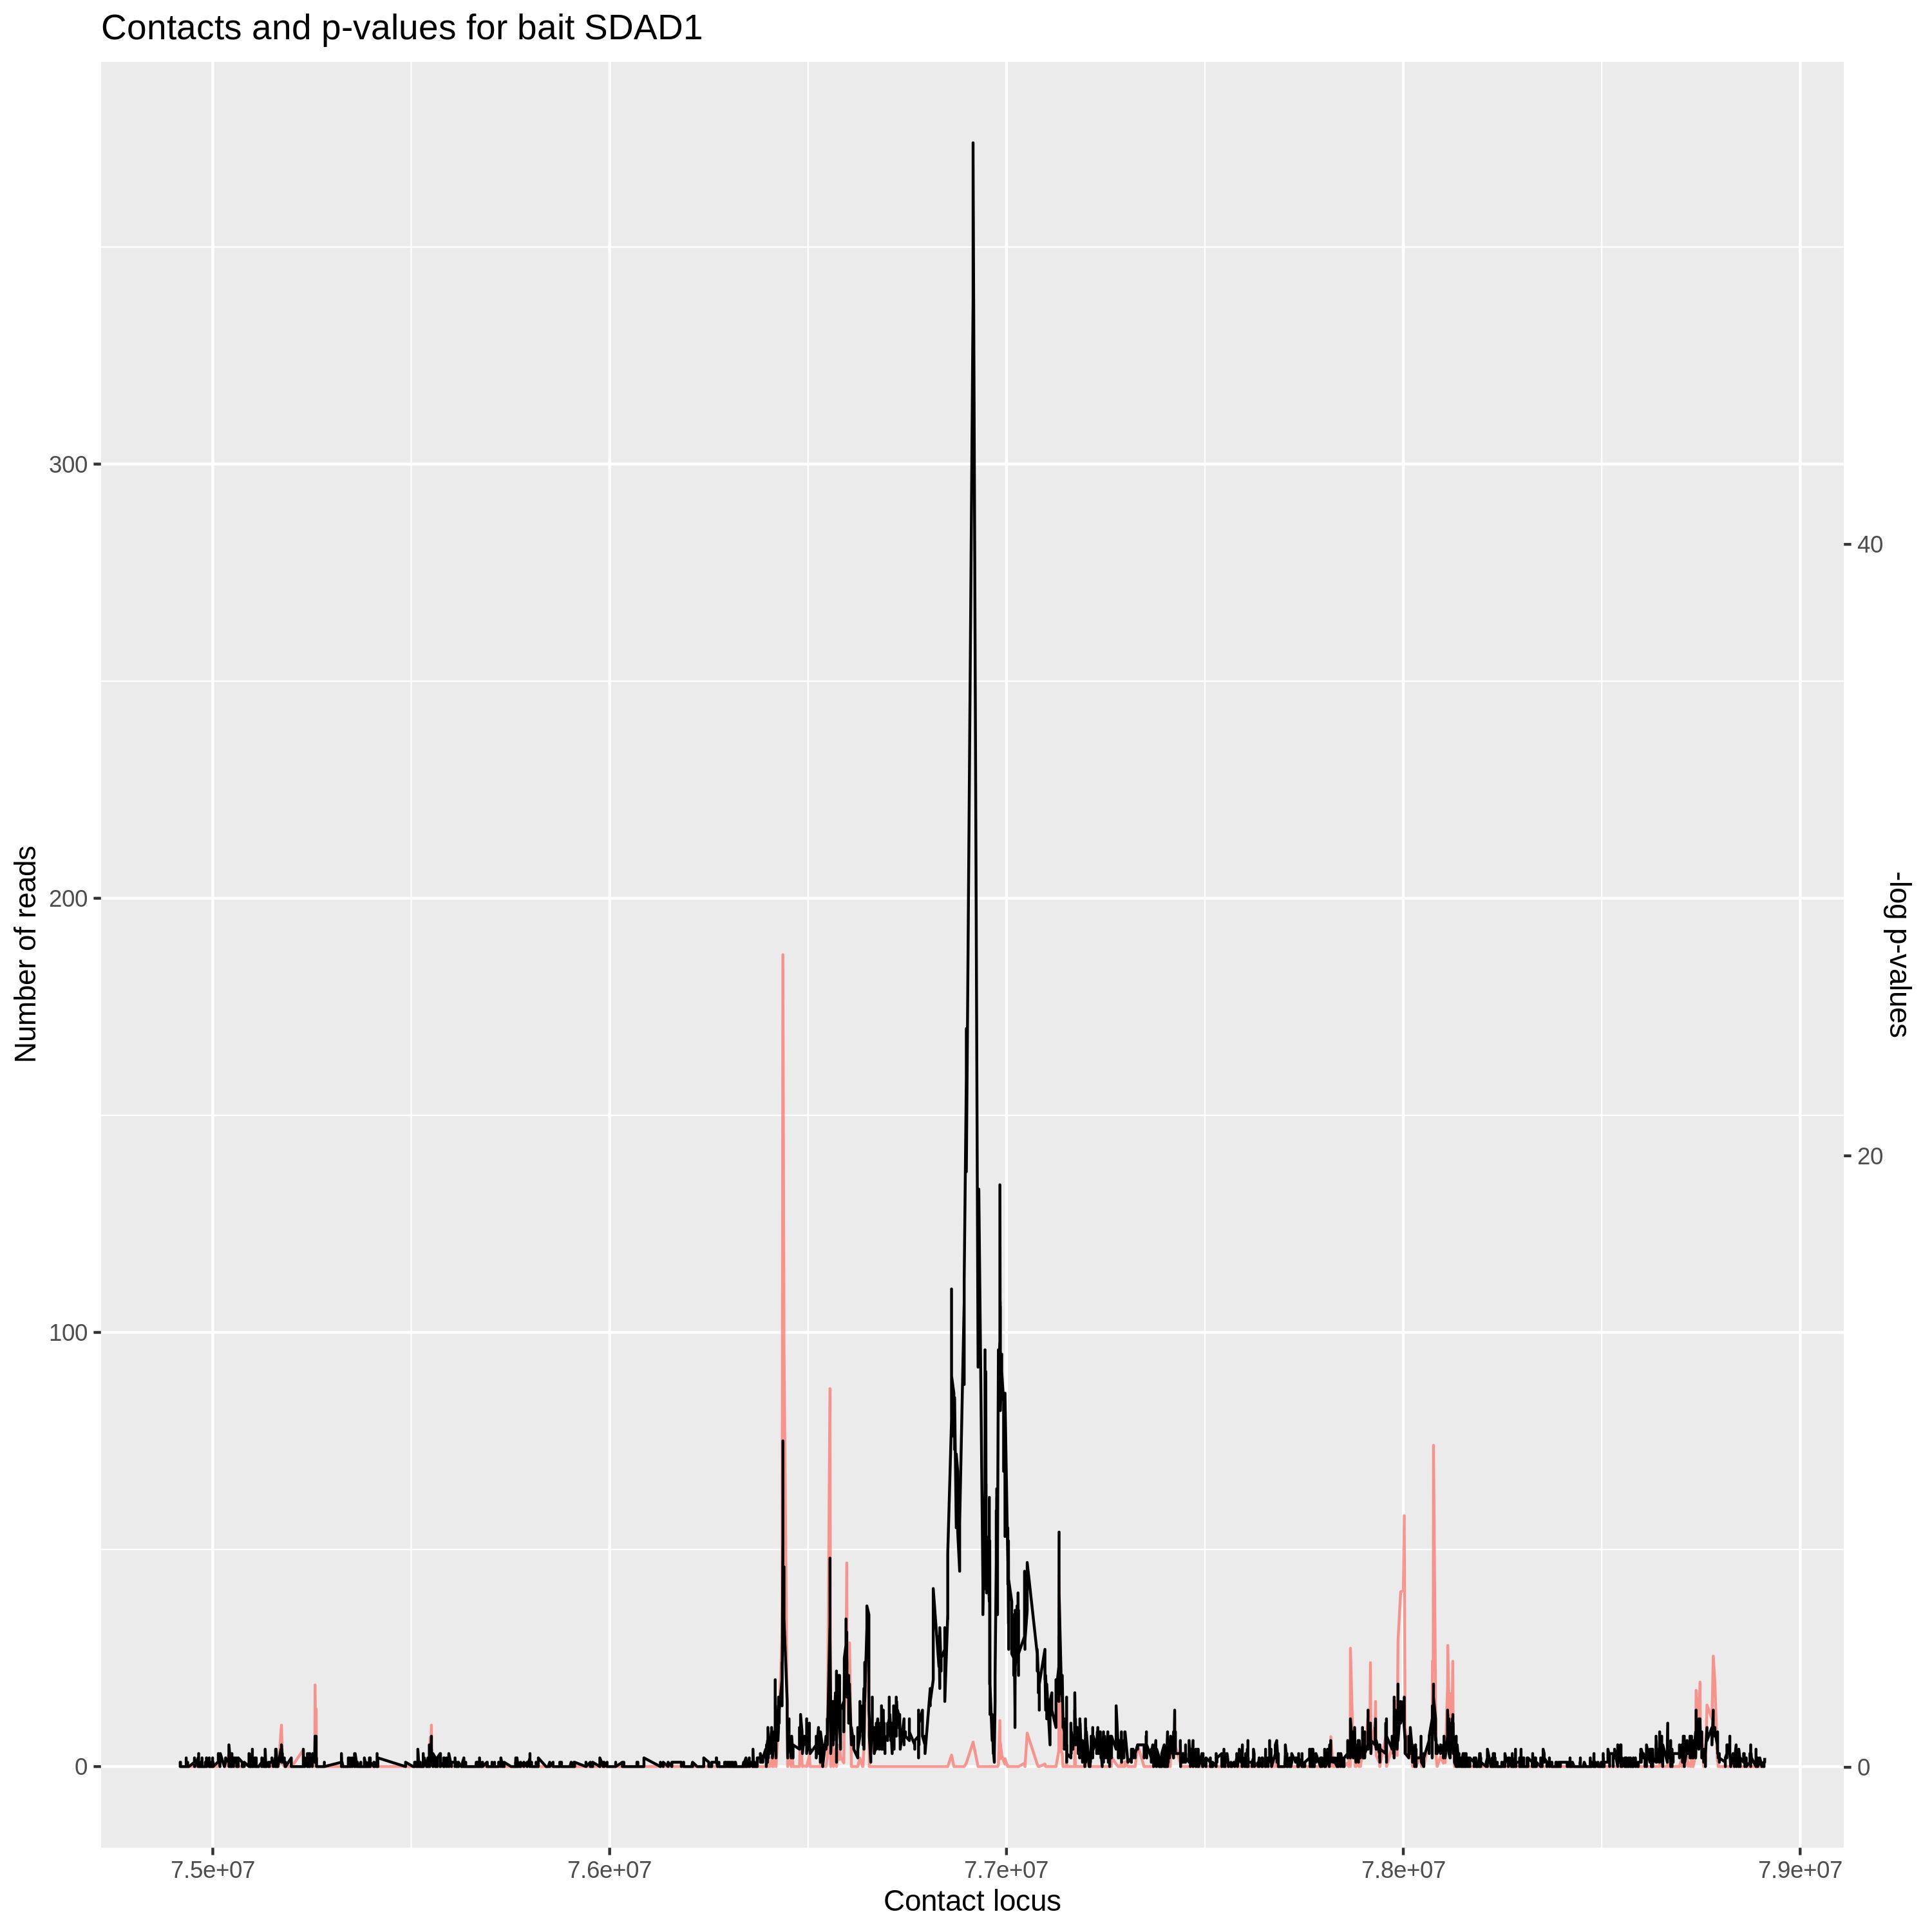 Contacts and p-values for bait SDAD1
Number of reads
300
200
100
0
40
20
0
-log p-values
7.5e+07 7.6e+07 7.7e+07 7.8e+07 7.9e+07
Contact locus